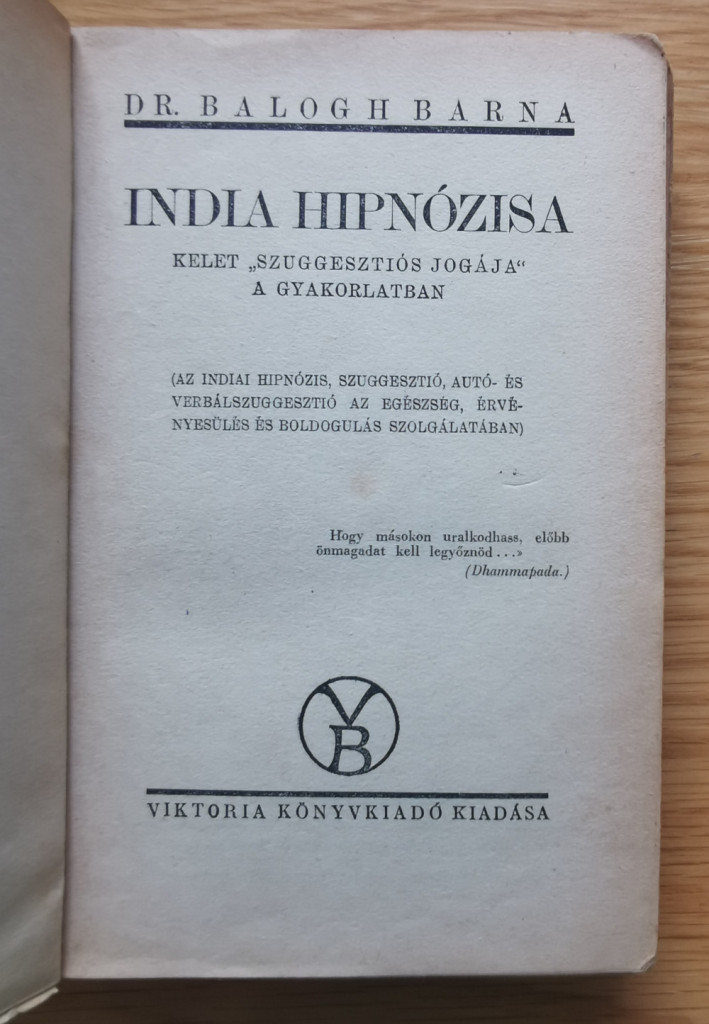 DR. BALOGH BARNA
INDIA HIPNÓZISA
KELET „SZUGGESZTIÓS JOGÁJA“
A GYAKORLATBAN
(AZ INDIAI HIPNÓZIS, SZUGGESZTIÓ, AUTÓ- ÉS
VERBÁLSZUGGESZTIÓ AZ EGÉSZSÉG, ÉRVÉ-
NYESÜLÉS ÉS BOLDOGULÁS SZOLGÁLATÁBAN)
Hogy másokon uralkodhass, előbb
önmagadat kell legyőznöd . . .»
(Dhammapada.)
VB
VIKTORIA KÖNYVKIADÓ KIADÁSA